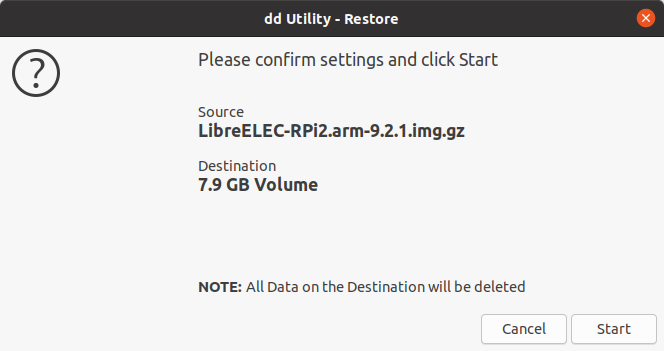 dd Utility - Restore
Please confirm settings and click Start
Source
LibreELEC-RPi2.arm-9.2.1.img.gz
Destination
7.9 GB Volume
NOTE: All Data on the Destination will be deleted
Cancel
Start